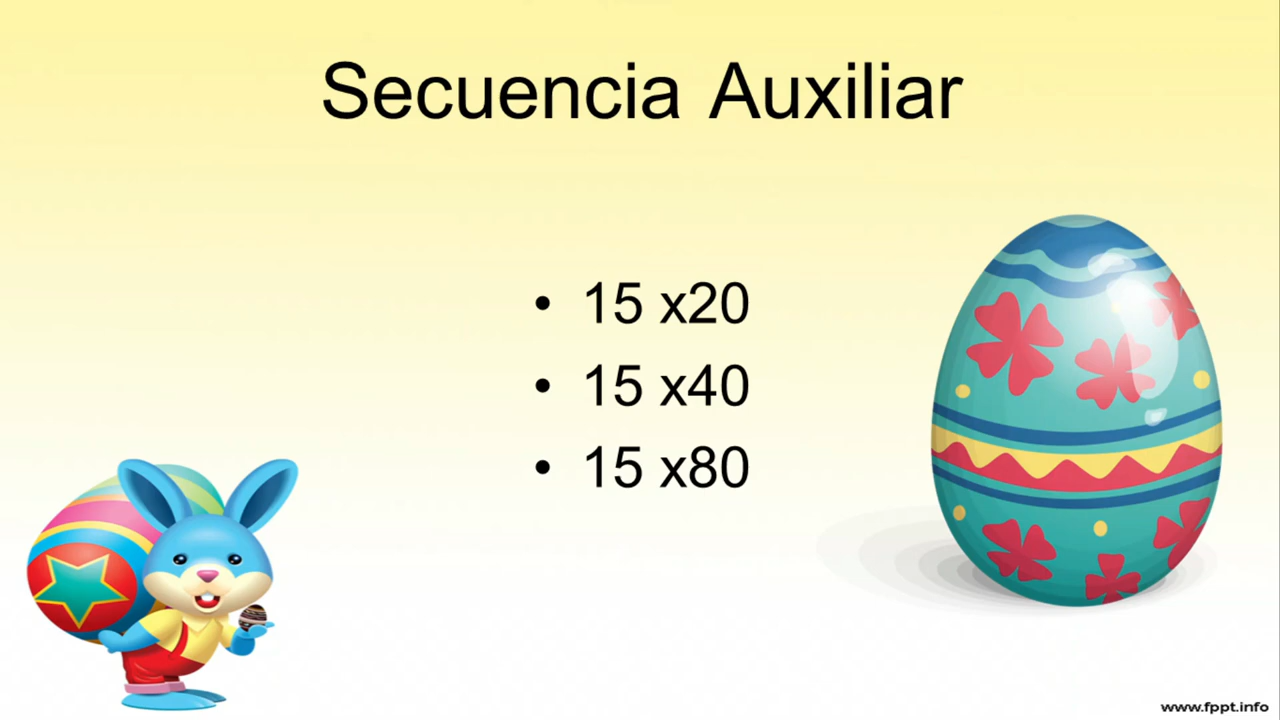 Secuencia Auxiliar
• 15 x20
• 15 x40
• 15 x80
www.fppt.info